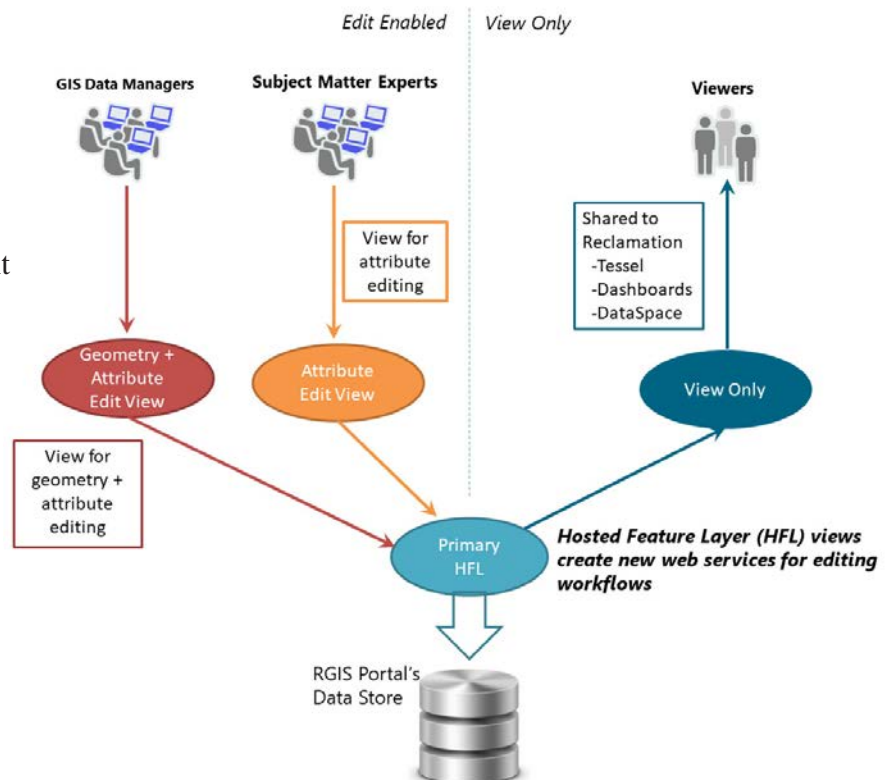 Edit Enabled
View Only
GIS Data Managers
Subject Matter Experts
Viewers
View for
attribute
editing
Shared to
Reclamation
-Tessel
-Dashboards
-DataSpace
it
Geometry +
Attribute
Edit View
Attribute
Edit View
View Only
View for
geometry +
attribute
editing
Primary
HFL
Hosted Feature Layer (HFL) views
create new web services for editing
workflows
RGIS Portal's
Data Store